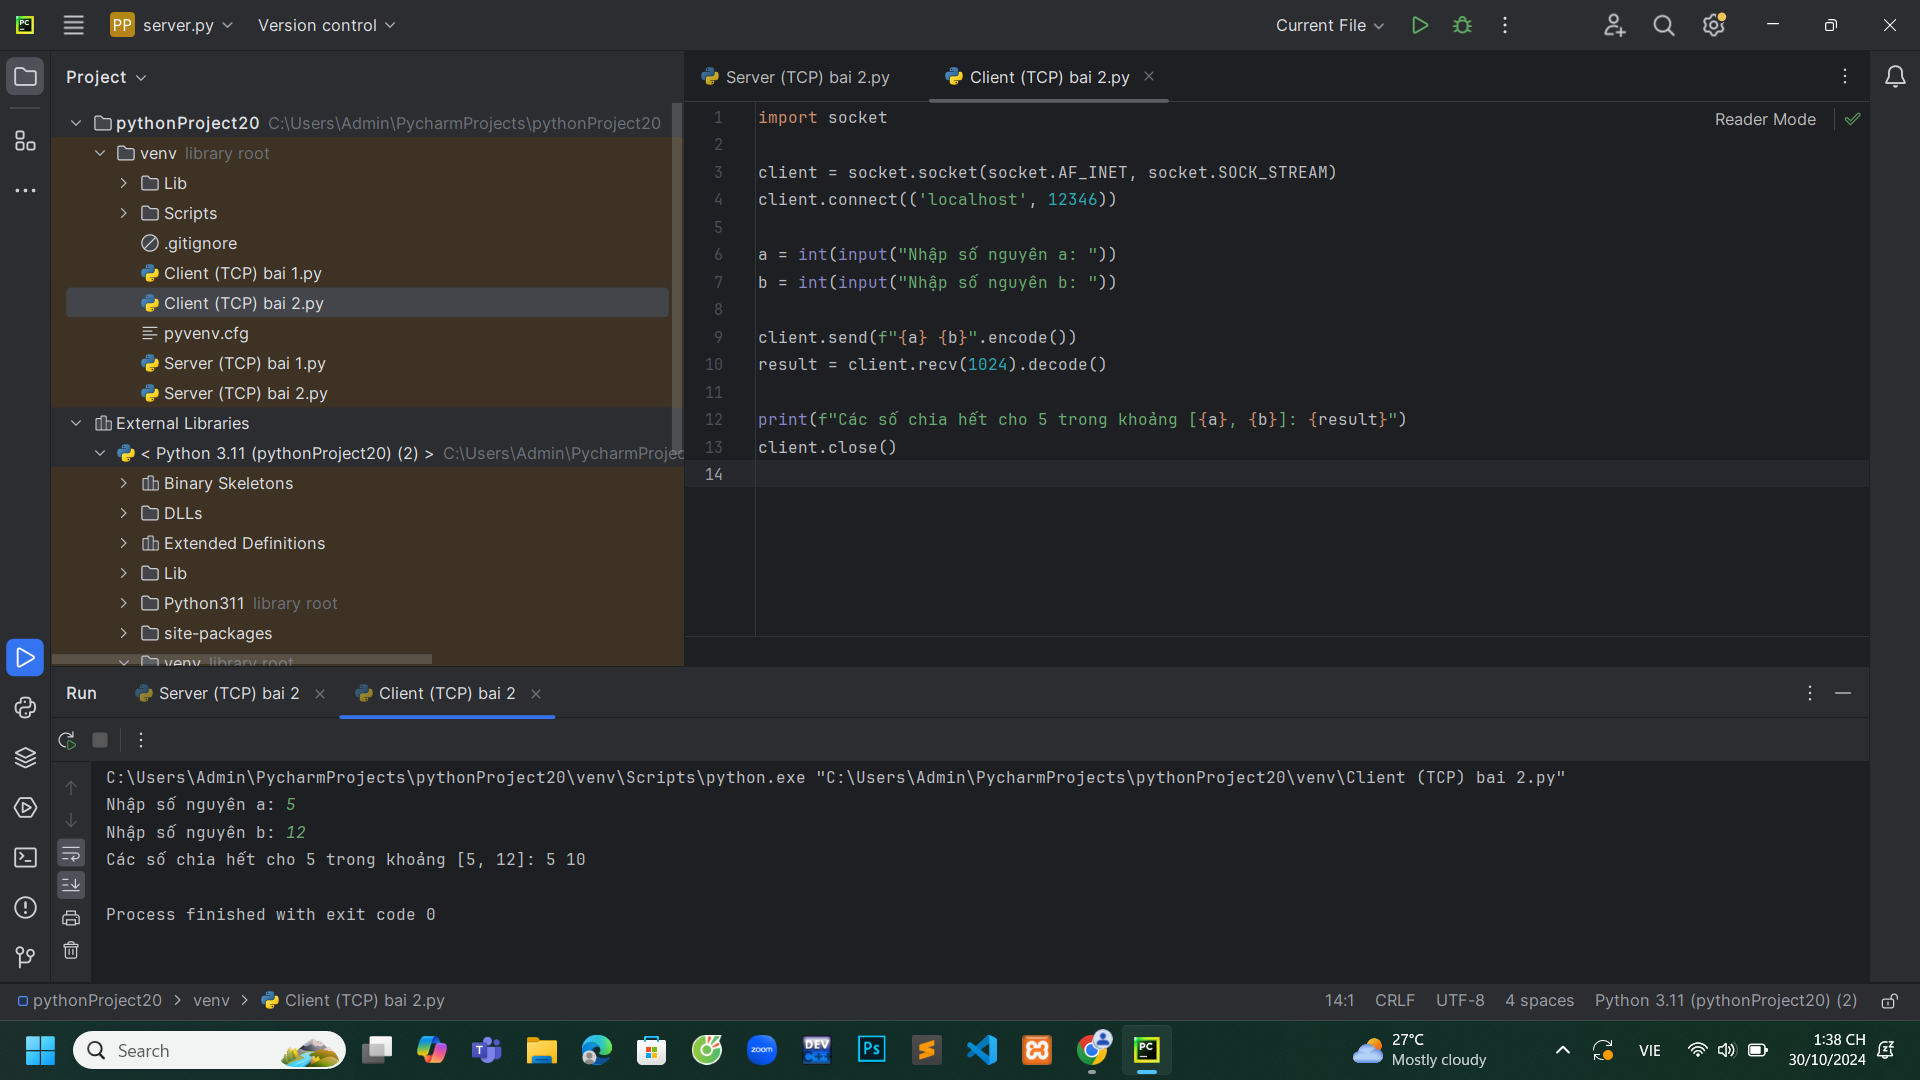 PC
PP server.py Version control Current File
Project
pythonProject20 C:\Users\Admin\PycharmProjects\pythonProject20
venv library root
Lib
Scripts
.gitignore
Client (TCP) bai 1.py
Client (TCP) bai 2.py
pyvenv.cfg
Server (TCP) bai 1.py
Server (TCP) bai 2.py
External Libraries
< Python 3.11 (pythonProject20) (2) > C:\Users\Admin\PycharmProjec
Binary Skeletons
DLLs
Extended Definitions
Lib
Python311 library root
site-packages
venv library root
Server (TCP) bai 2.py Client (TCP) bai 2.py
Reader Mode
1 import socket
2
3 client = socket.socket(socket.AF_INET, socket.SOCK_STREAM)
4 client.connect(('localhost', 12346))
5
6 a = int(input("Nhập số nguyên a: "))
7 b = int(input("Nhập số nguyên b: "))
8
9 client.send(f"{a} {b}".encode())
10 result = client.recv(1024).decode()
11
12 print(f"Các số chia hết cho 5 trong khoảng [{a}, {b}]: {result}")
13 client.close()
14
Run Server (TCP) bai 2 Client (TCP) bai 2
C:\Users\Admin\PycharmProjects\pythonProject20\venv\Scripts\python.exe "C:\Users\Admin\PycharmProjects\pythonProject20\venv\Client (TCP) bai 2.py"
Nhập số nguyên a: 5
Nhập số nguyên b: 12
Các số chia hết cho 5 trong khoảng [5, 12]: 5 10
Process finished with exit code 0
pythonProject20 > venv > Client (TCP) bai 2.py 14:1 CRLF UTF-8 4 spaces Python 3.11 (pythonProject20) (2)
Search
zoom
DEV
C++
Ps
PC
27°C
Mostly cloudy
VIE
1:38 CH
30/10/2024